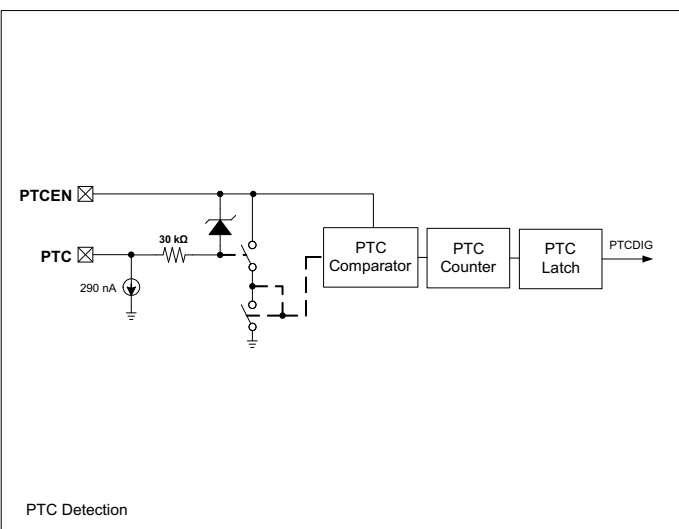 PTCEN
PTC
30 kΩ
290 nA
PTC
Comparator
PTC
Counter
PTC
Latch
PTCDIG
PTC Detection